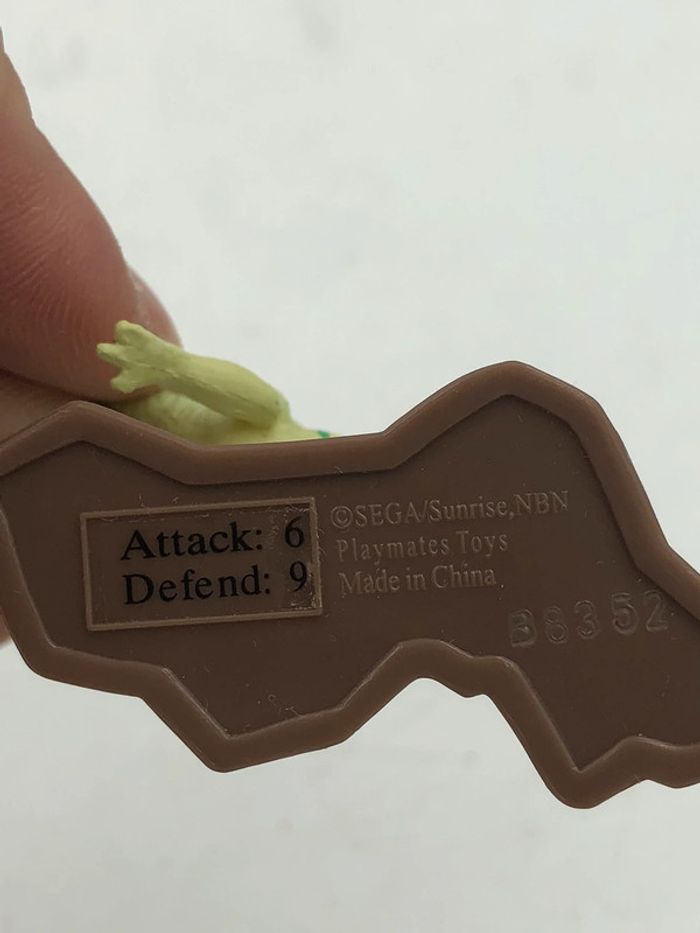 Attack: 6
Defend: 9
©SEGA/Sunrise,NBN
Playmates Toys
Made in China
B8352